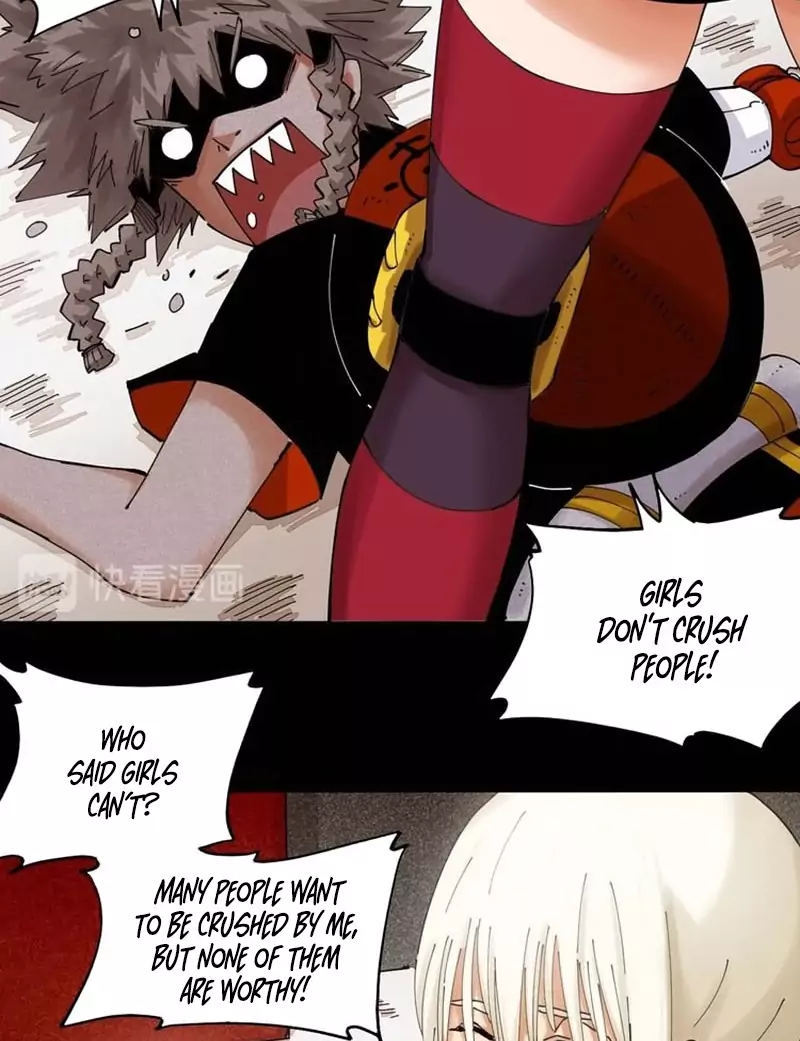 快看漫画
GIRLS
DON'T CRUSH
PEOPLE!
WHO
SAID GIRLS
CAN'T?
MANY PEOPLE WANT
TO BE CRUSHED BY ME,
BUT NONE OF THEM
ARE WORTHY!